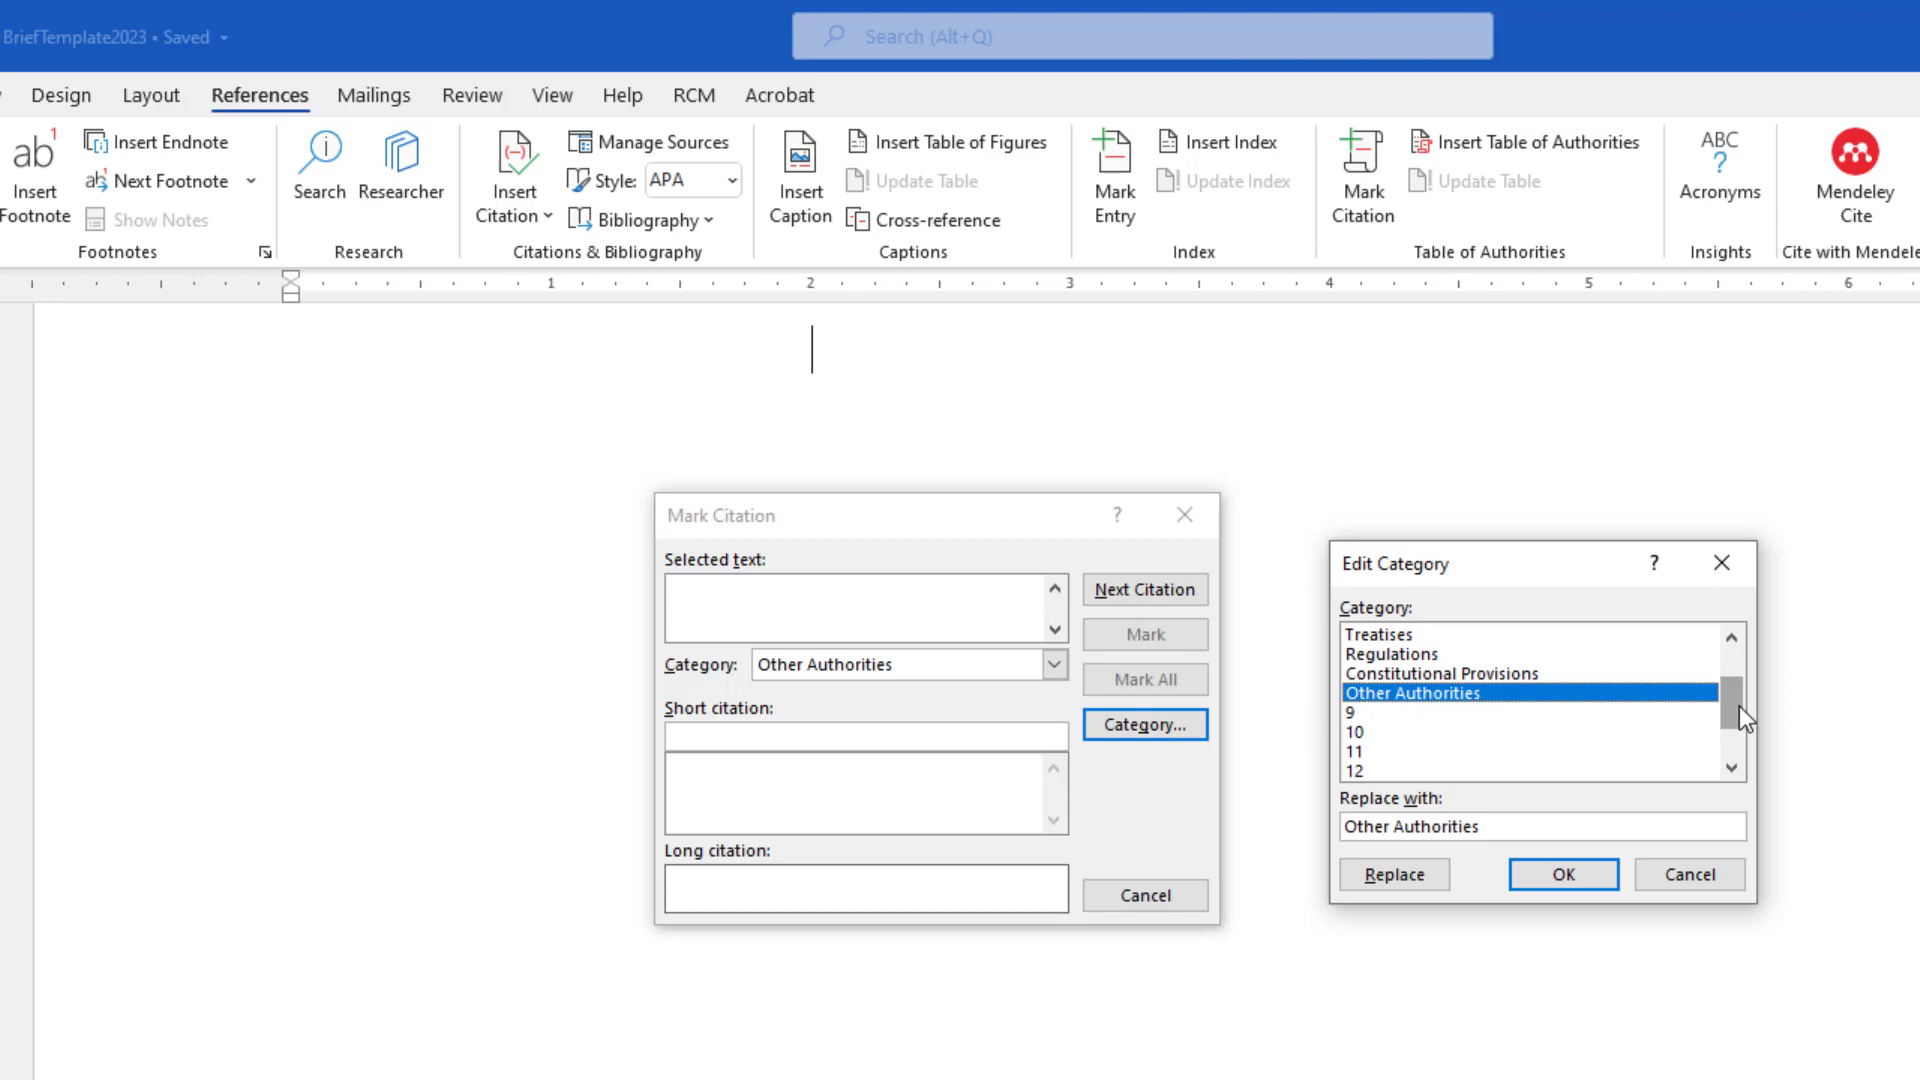 BriefTemplate2023 • Saved
Search (Alt+Q)
Design Layout References Mailings Review View Help RCM Acrobat
ab 1
Insert
Footnote
Insert Endnote
ab 1 Next Footnote
Show Notes
Footnotes
Search
Researcher
Research
Insert
Citation
Manage Sources
Style: APA
Bibliography
Citations & Bibliography
Insert
Caption
Insert Table of Figures
Update Table
Cross-reference
Captions
Mark
Entry
Insert Index
Update Index
Index
Mark
Citation
Insert Table of Authorities
Update Table
Table of Authorities
ABC
?
Acronyms
Insights
Mendeley
Cite
Cite with Mendele
1 2 3 4 5 6
Mark Citation ?
Selected text:
Next Citation
Mark
Category: Other Authorities
Mark All
Short citation:
Category...
Long citation:
Cancel
Edit Category ?
Category:
Treatises
Regulations
Constitutional Provisions
Other Authorities
9
10
11
12
Replace with:
Other Authorities
Replace OK Cancel